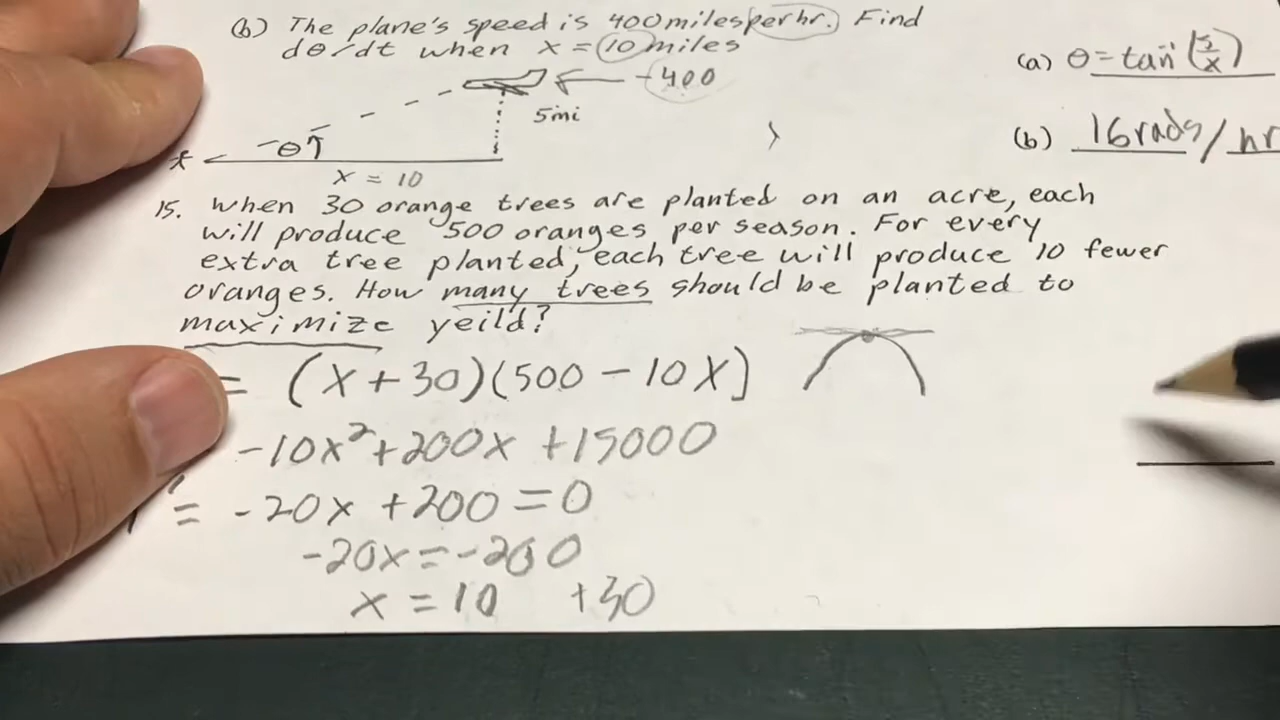 (b) The plane's speed is 400 miles per hr. Find
dθ/dt when x = 10 miles
(a) θ = tan⁻¹(5/x)
-400
5mi
θ
(b) 16 rads/hr
x = 10
15. When 30 orange trees are planted on an acre, each
will produce 500 oranges per season. For every
extra tree planted, each tree will produce 10 fewer
oranges. How many trees should be planted to
maximize yeild?
= (x+30)(500-10x)
-10x²+200x+15000
' = -20x+200=0
-20x=-200
x = 10 +30